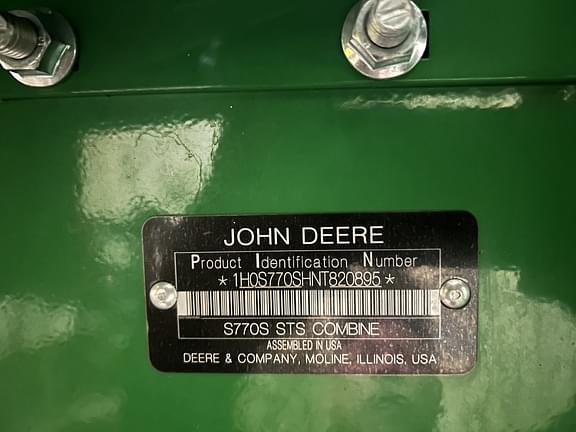 JOHN DEERE
Product Identification Number
*1H0S770SHNT820895*
S770S STS COMBINE
ASSEMBLED IN USA
DEERE & COMPANY, MOLINE, ILLINOIS, USA